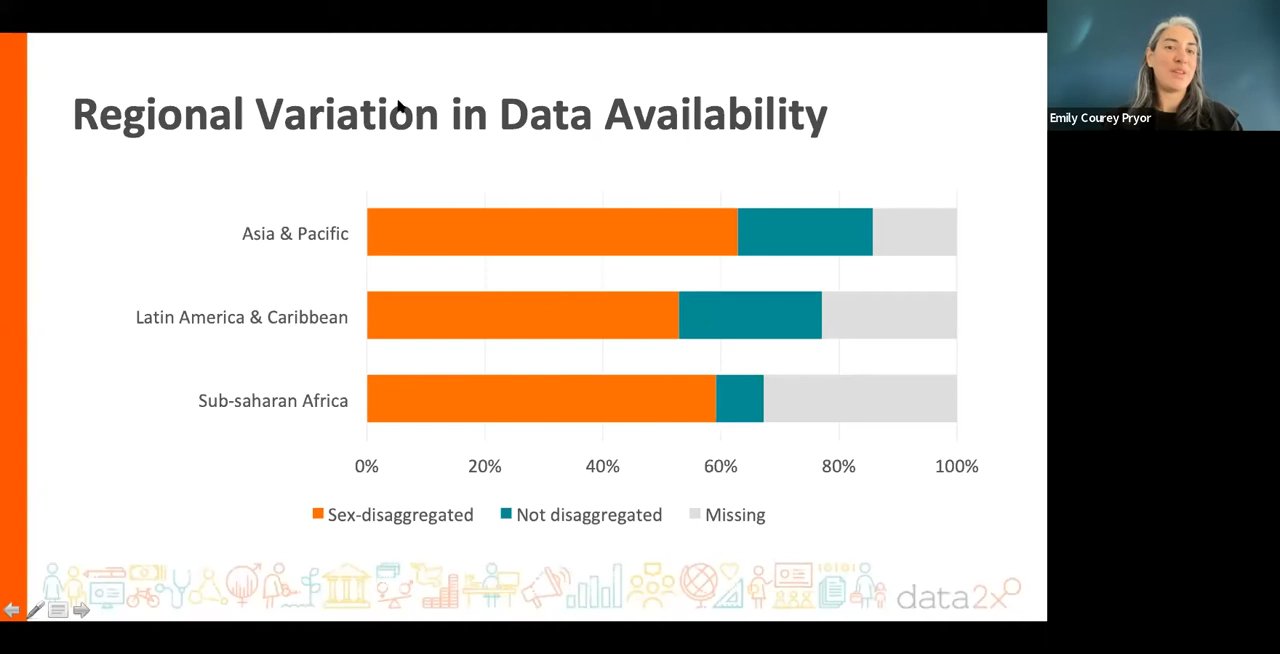 Regional Variation in Data Availability
Emily Courey Pryor
Asia & Pacific
Latin America & Caribbean
Sub-saharan Africa
0% 20% 40% 60% 80% 100%
Sex-disaggregated Not disaggregated Missing
data2x